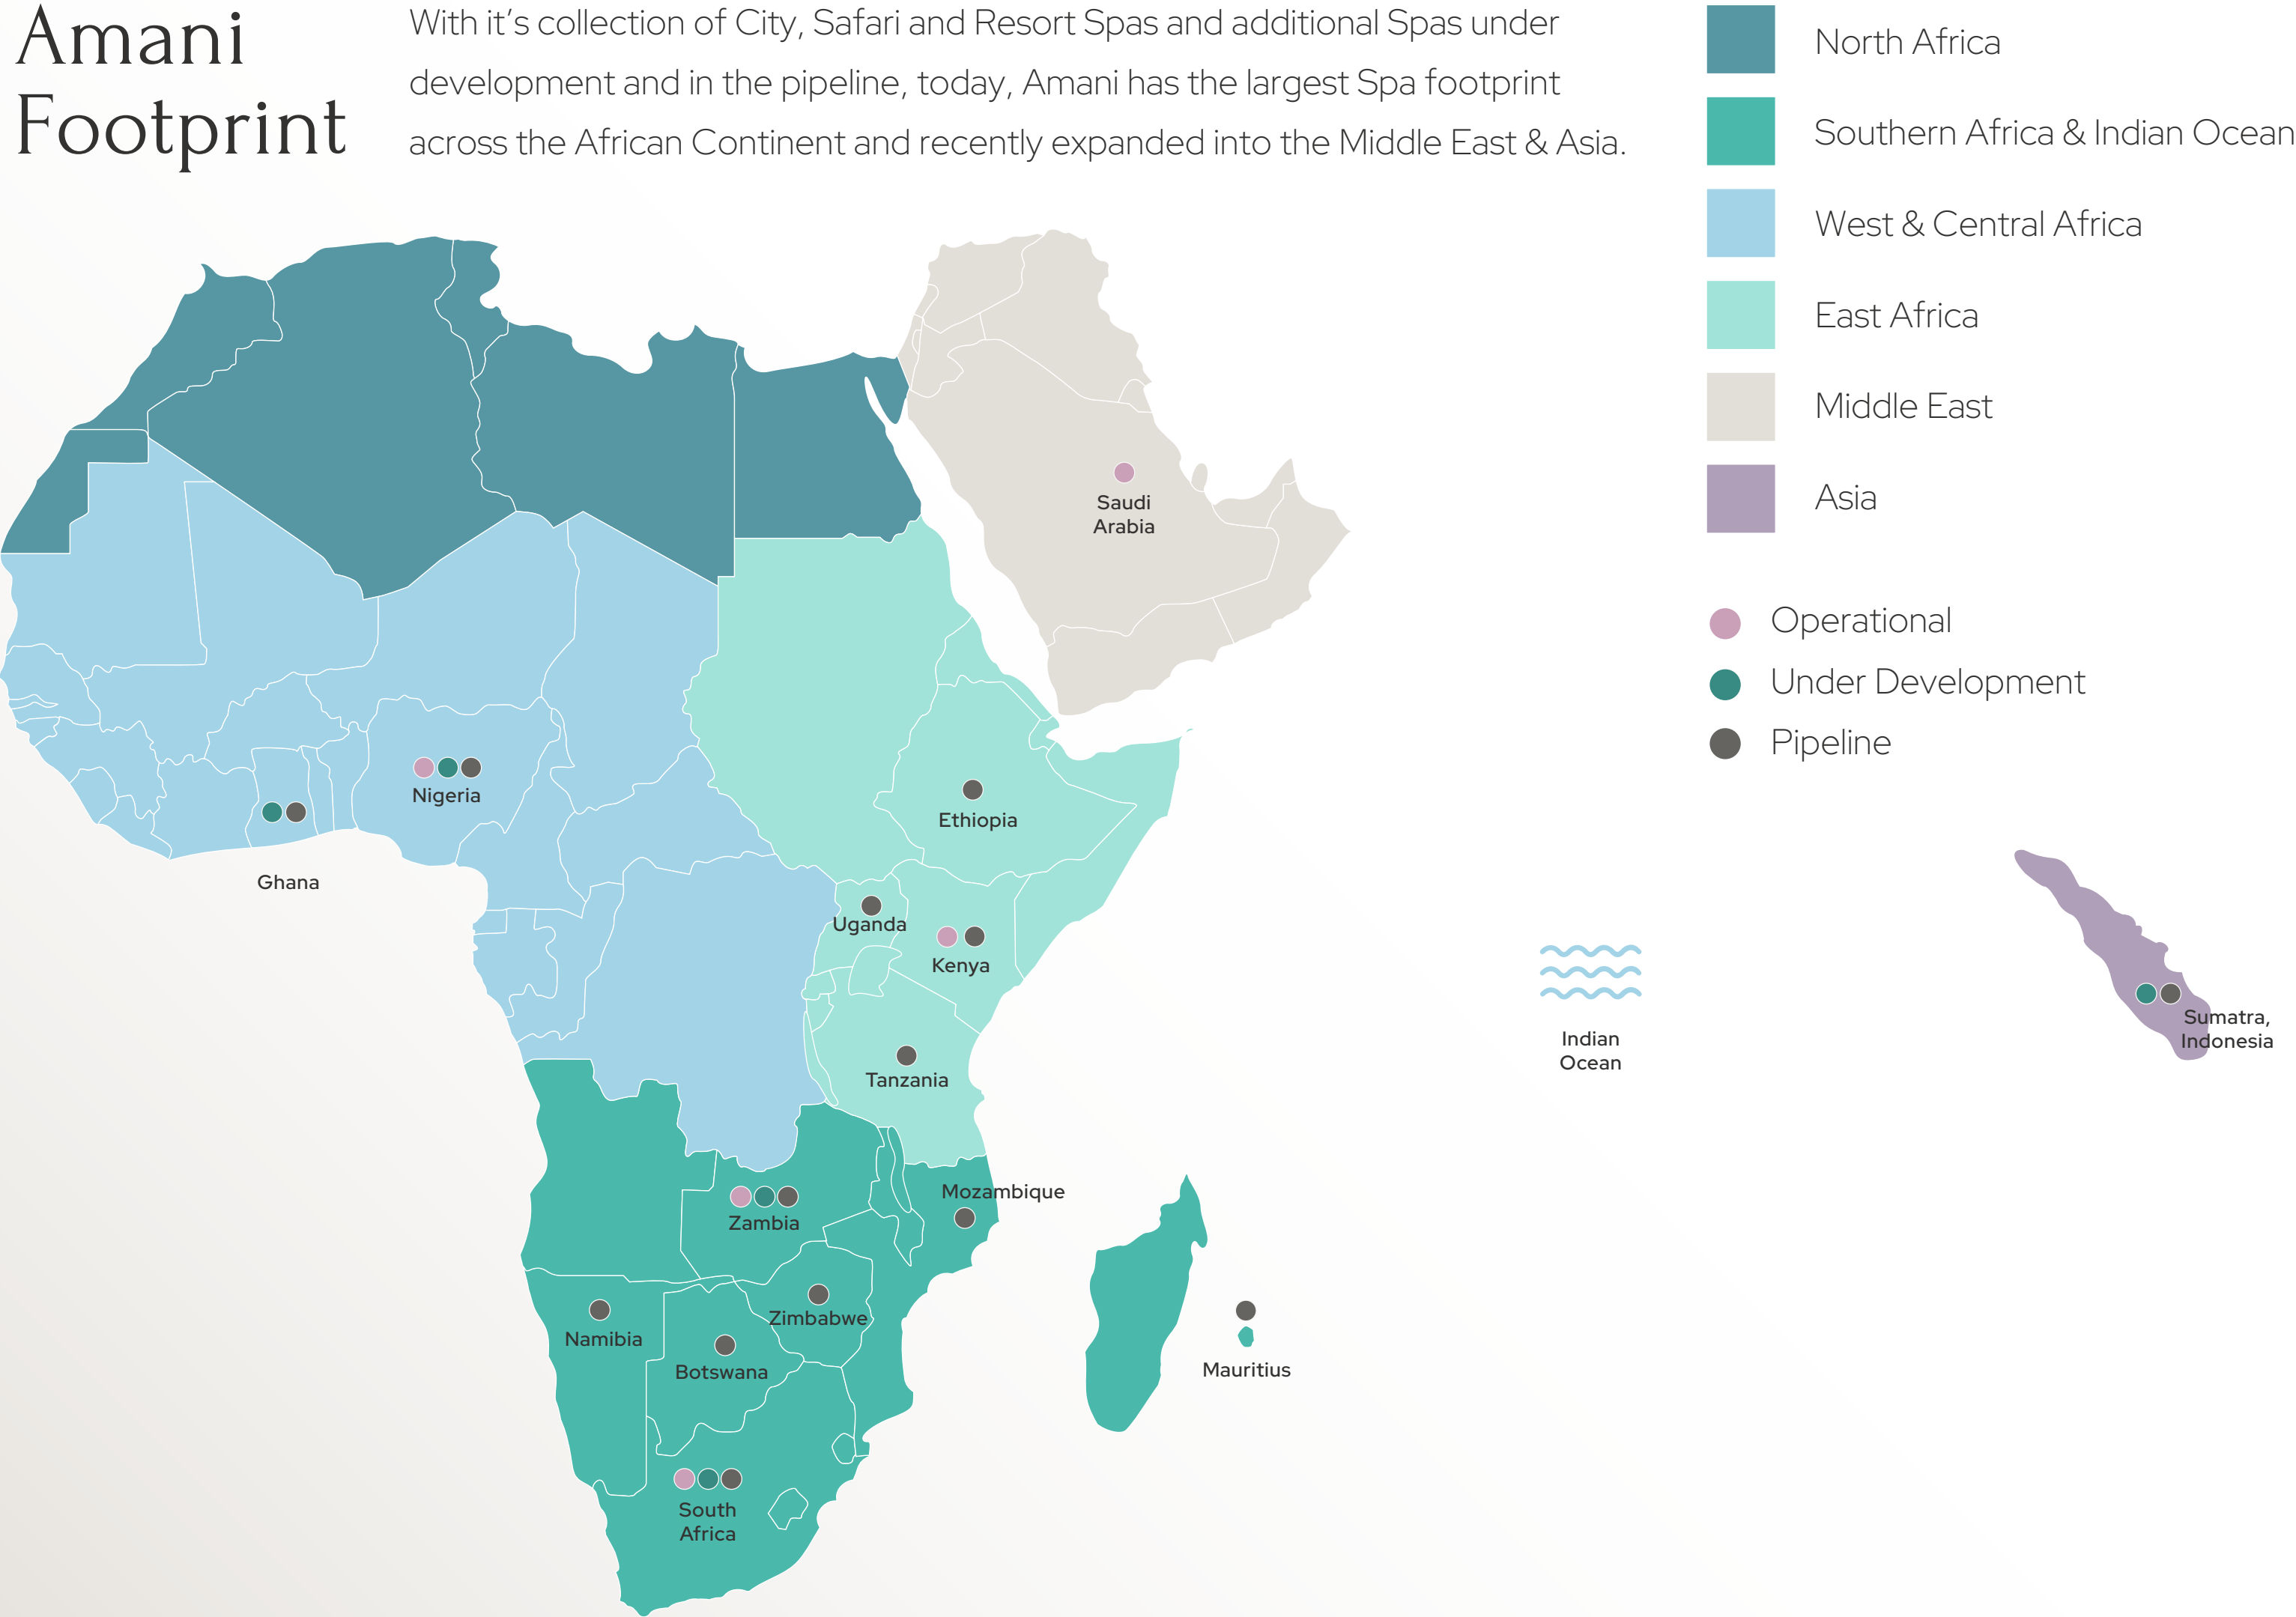 Amani
Footprint
With it’s collection of City, Safari and Resort Spas and additional Spas under
development and in the pipeline, today, Amani has the largest Spa footprint
across the African Continent and recently expanded into the Middle East & Asia.
North Africa
Southern Africa & Indian Ocean
West & Central Africa
East Africa
Middle East
Asia
Operational
Under Development
Pipeline
Saudi
Arabia
Nigeria
Ghana
Ethiopia
Uganda
Kenya
Tanzania
Indian
Ocean
Sumatra,
Indonesia
Mozambique
Zambia
Zimbabwe
Namibia
Botswana
Mauritius
South
Africa